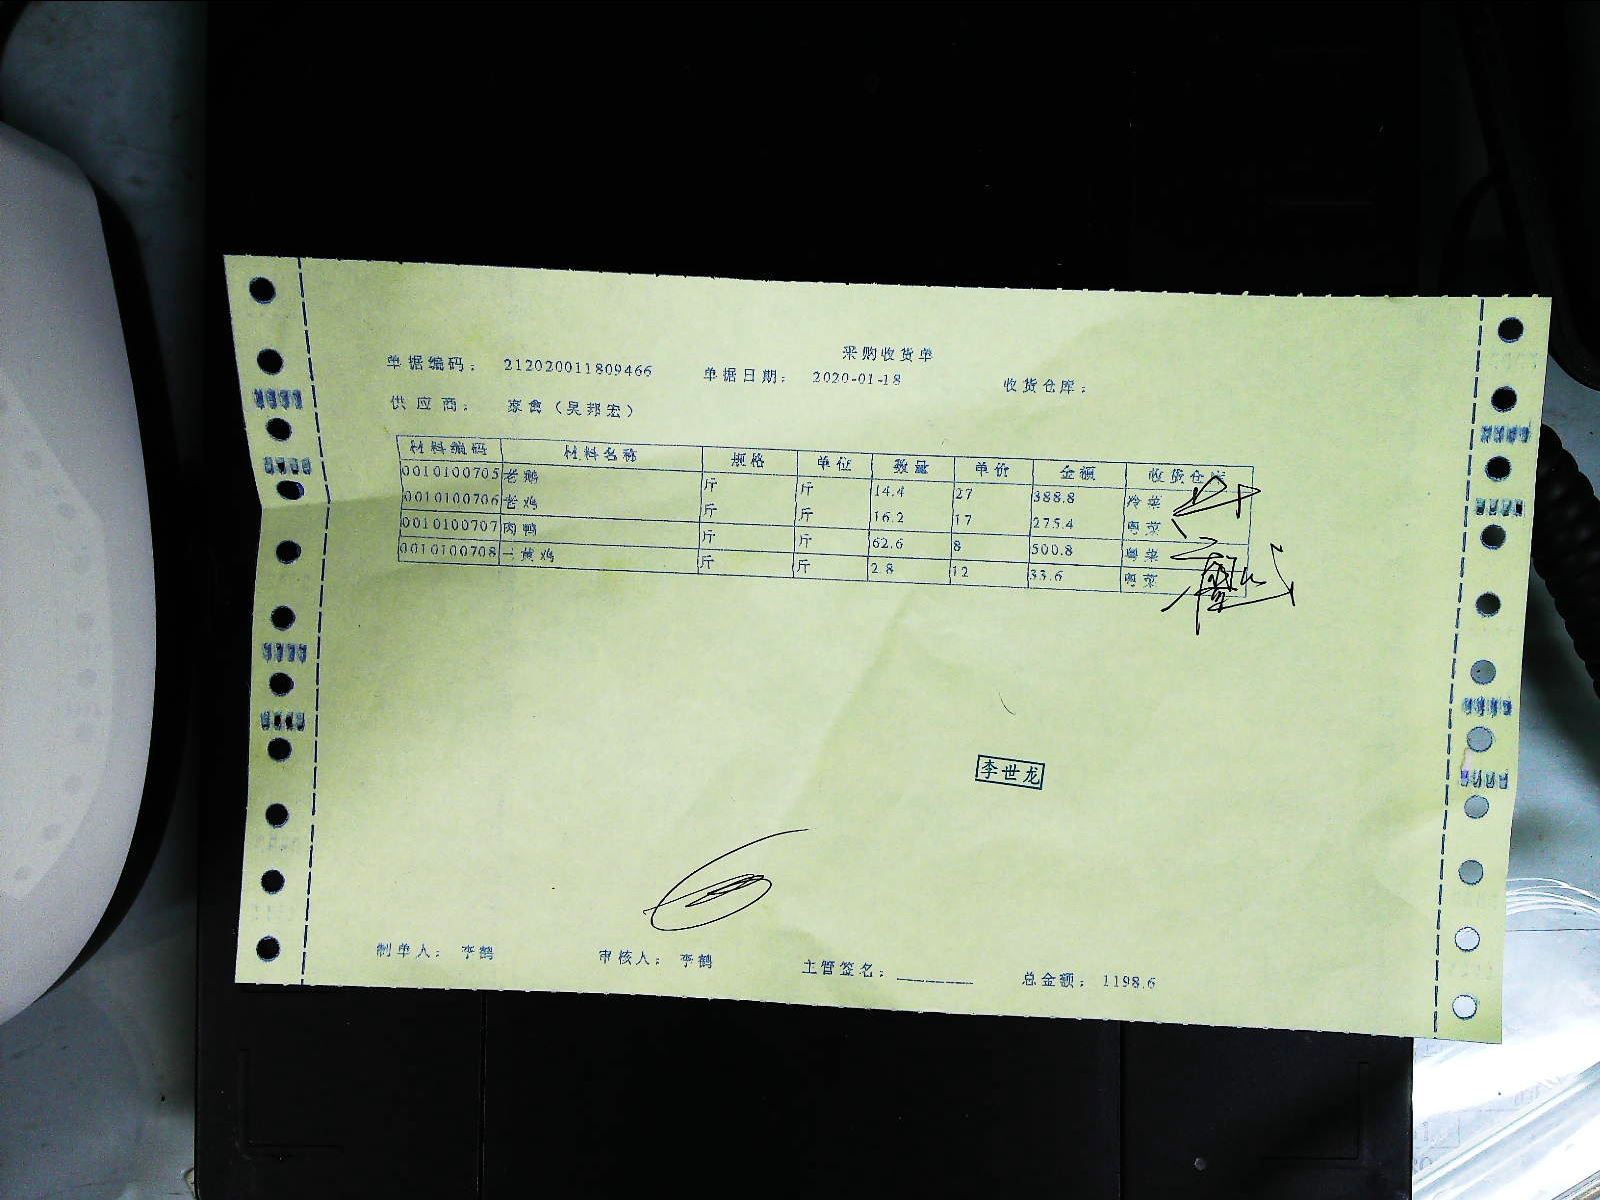 采购收货单
单据编码： 212020011809466 单据日期： 2020-01-18 收货仓库：
供应商： 家禽（吴邦宏）
材料编码 材料名称 规格 单位 数量 单价 金额 收货仓库
0010100705 老鹅 斤 斤 14.4 27 388.8 冷菜
0010100706 老鸡 斤 斤 16.2 17 275.4 粤菜
0010100707 肉鸭 斤 斤 62.6 8 500.8 粤菜
0010100708 三黄鸡 斤 斤 2.8 12 33.6 粤菜
李世龙
制单人： 李鹤 审核人： 李鹤 主管签名： 总金额： 1198.6